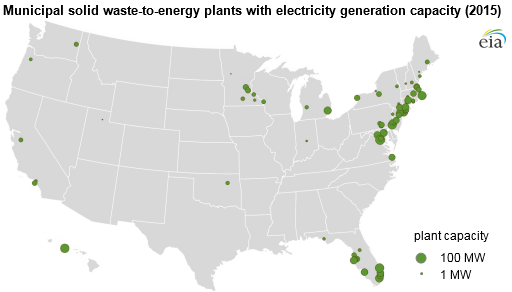 Municipal solid waste-to-energy plants with electricity generation capacity (2015)
eia
plant capacity
100 MW
1 MW